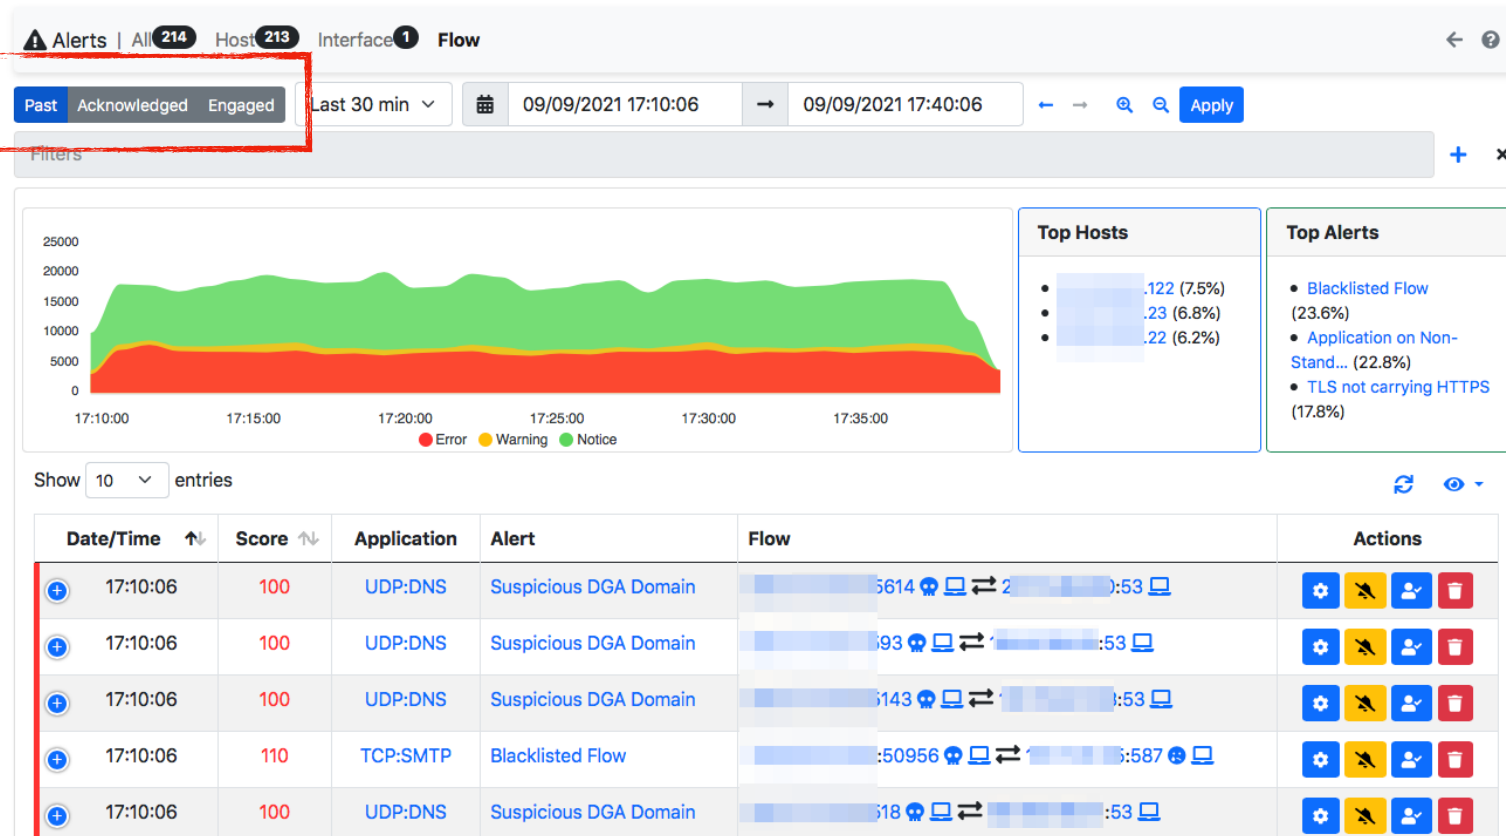 Alerts | All 214 Host 213 Interface 1 Flow
Past Acknowledged Engaged Last 30 min 09/09/2021 17:10:06 → 09/09/2021 17:40:06 ← → Apply
Filters
25000
20000
15000
10000
5000
0
17:10:00 17:15:00 17:20:00 17:25:00 17:30:00 17:35:00
Error Warning Notice
Top Hosts
.122 (7.5%)
.23 (6.8%)
.22 (6.2%)
Top Alerts
Blacklisted Flow
(23.6%)
Application on Non-
Stand... (22.8%)
TLS not carrying HTTPS
(17.8%)
Show 10 entries
Date/Time Score Application Alert Flow Actions
17:10:06 100 UDP:DNS Suspicious DGA Domain 5614 :53
17:10:06 100 UDP:DNS Suspicious DGA Domain 593 :53
17:10:06 100 UDP:DNS Suspicious DGA Domain 5143 :53
17:10:06 110 TCP:SMTP Blacklisted Flow :50956 :587
17:10:06 100 UDP:DNS Suspicious DGA Domain 518 :53